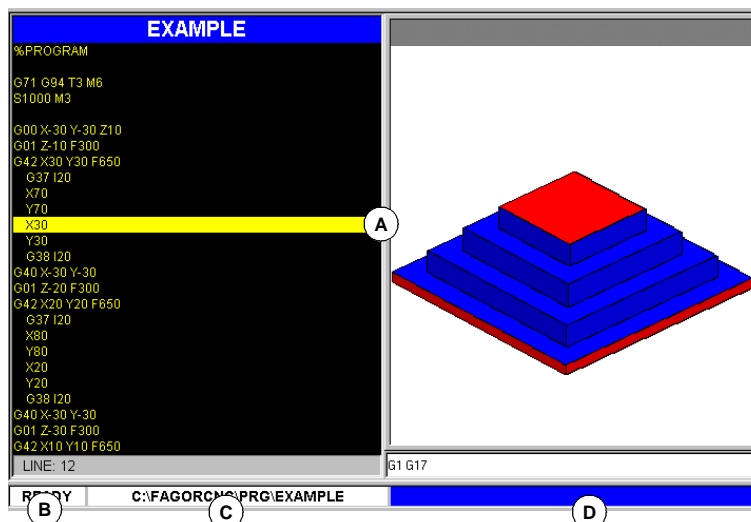 EXAMPLE
%PROGRAM
G71 G94 T3 M6
S1000 M3
G00 X-30 Y-30 Z10
G01 Z-10 F300
G42 X30 Y30 F650
G37 I20
X70
Y70
X30
Y30
G38 I20
G40 X-30 Y-30
G01 Z-20 F300
G42 X20 Y20 F650
G37 I20
X80
Y80
X20
Y20
G38 I20
G40 X-30 Y-30
G01 Z-30 F300
G42 X10 Y10 F650
A
LINE: 12
G1 G17
READY
C:\FAGORCNC\PRG\EXAMPLE
B
C
D